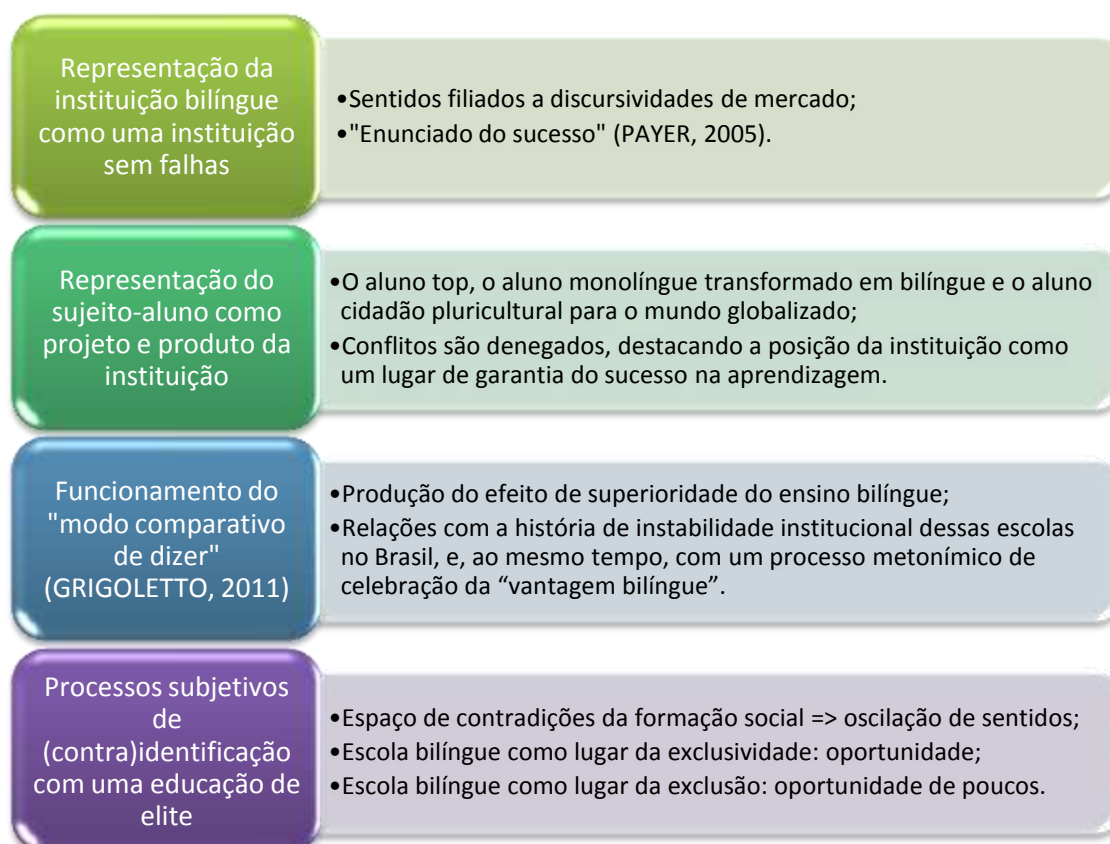 Representação da
instituição bilíngue
como uma instituição
sem falhas
•Sentidos filiados a discursividades de mercado;
•"Enunciado do sucesso" (PAYER, 2005).
Representação do
sujeito-aluno como
projeto e produto da
instituição
•O aluno top, o aluno monolíngue transformado em bilíngue e o aluno
cidadão pluricultural para o mundo globalizado;
•Conflitos são denegados, destacando a posição da instituição como
um lugar de garantia do sucesso na aprendizagem.
Funcionamento do
"modo comparativo
de dizer"
(GRIGOLETTO, 2011)
•Produção do efeito de superioridade do ensino bilíngue;
•Relações com a história de instabilidade institucional dessas escolas
no Brasil, e, ao mesmo tempo, com um processo metonímico de
celebração da “vantagem bilíngue”.
Processos subjetivos
de
(contra)identificação
com uma educação de
elite
•Espaço de contradições da formação social => oscilação de sentidos;
•Escola bilíngue como lugar da exclusividade: oportunidade;
•Escola bilíngue como lugar da exclusão: oportunidade de poucos.